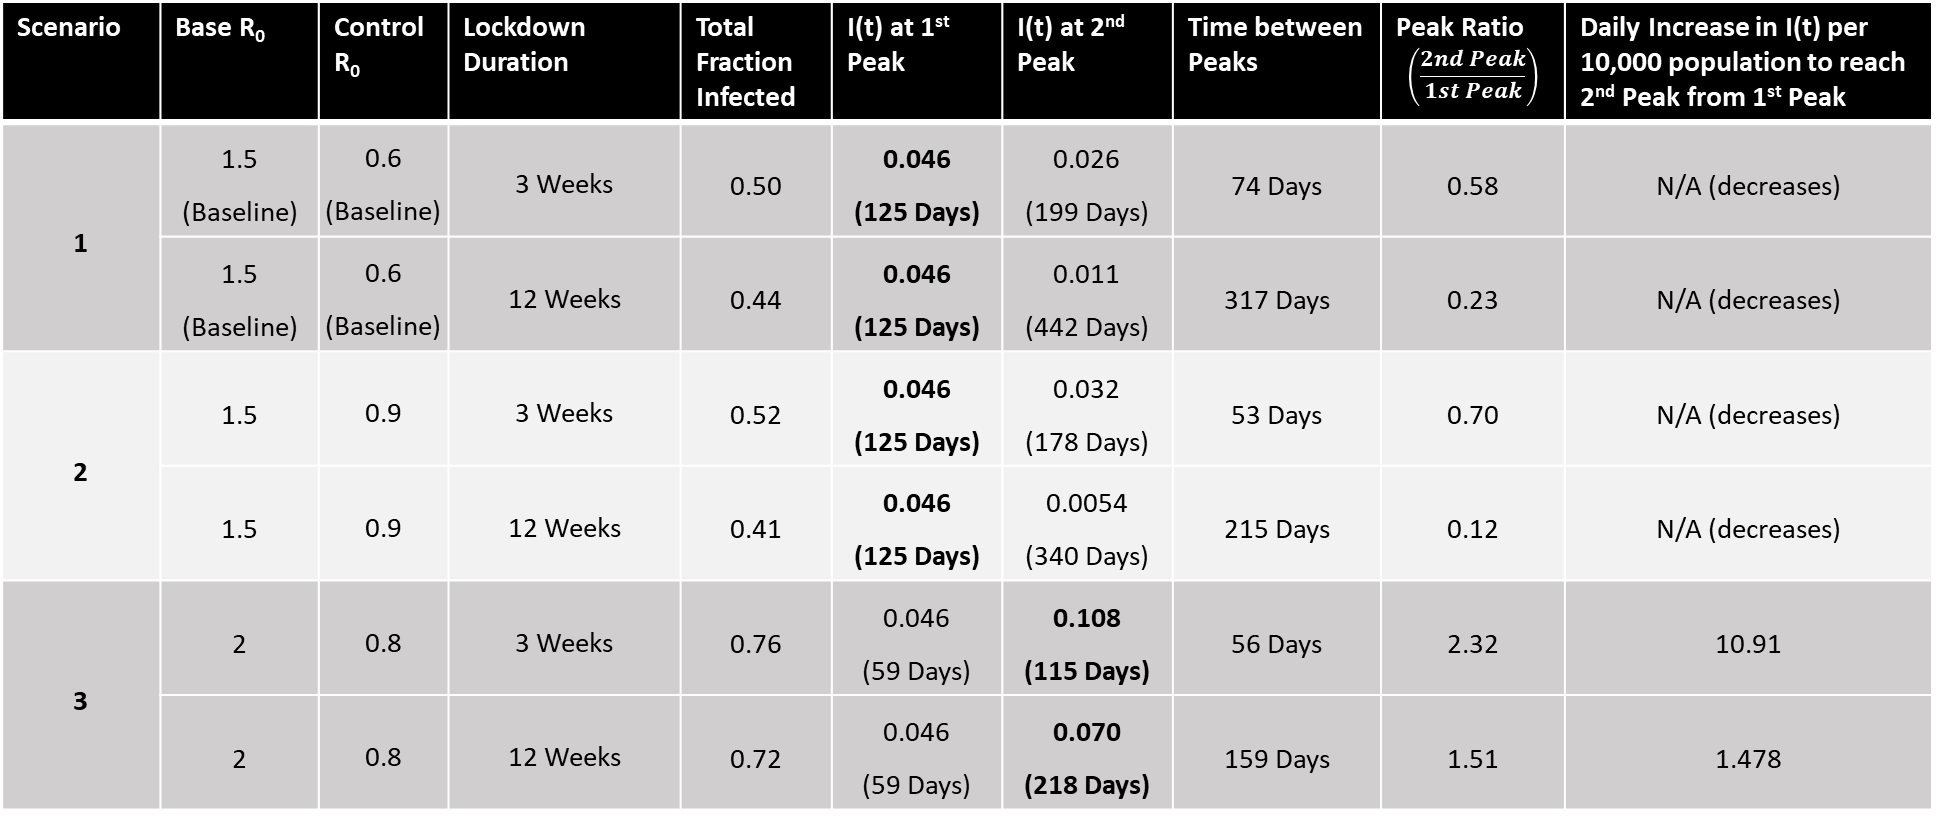 Scenario
Base R0
Control
R0
Lockdown
Duration
Total
Fraction
Infected
I(t) at 1st
Peak
I(t) at 2nd
Peak
Time between
Peaks
Peak Ratio
(2nd Peak
1st Peak)
Daily Increase in I(t) per
10,000 population to reach
2nd Peak from 1st Peak
1
1.5
(Baseline)
0.6
(Baseline)
3 Weeks
0.50
0.046
(125 Days)
0.026
(199 Days)
74 Days
0.58
N/A (decreases)
1.5
(Baseline)
0.6
(Baseline)
12 Weeks
0.44
0.046
(125 Days)
0.011
(442 Days)
317 Days
0.23
N/A (decreases)
2
1.5
0.9
3 Weeks
0.52
0.046
(125 Days)
0.032
(178 Days)
53 Days
0.70
N/A (decreases)
1.5
0.9
12 Weeks
0.41
0.046
(125 Days)
0.0054
(340 Days)
215 Days
0.12
N/A (decreases)
3
2
0.8
3 Weeks
0.76
0.046
(59 Days)
0.108
(115 Days)
56 Days
2.32
10.91
2
0.8
12 Weeks
0.72
0.046
(59 Days)
0.070
(218 Days)
159 Days
1.51
1.478